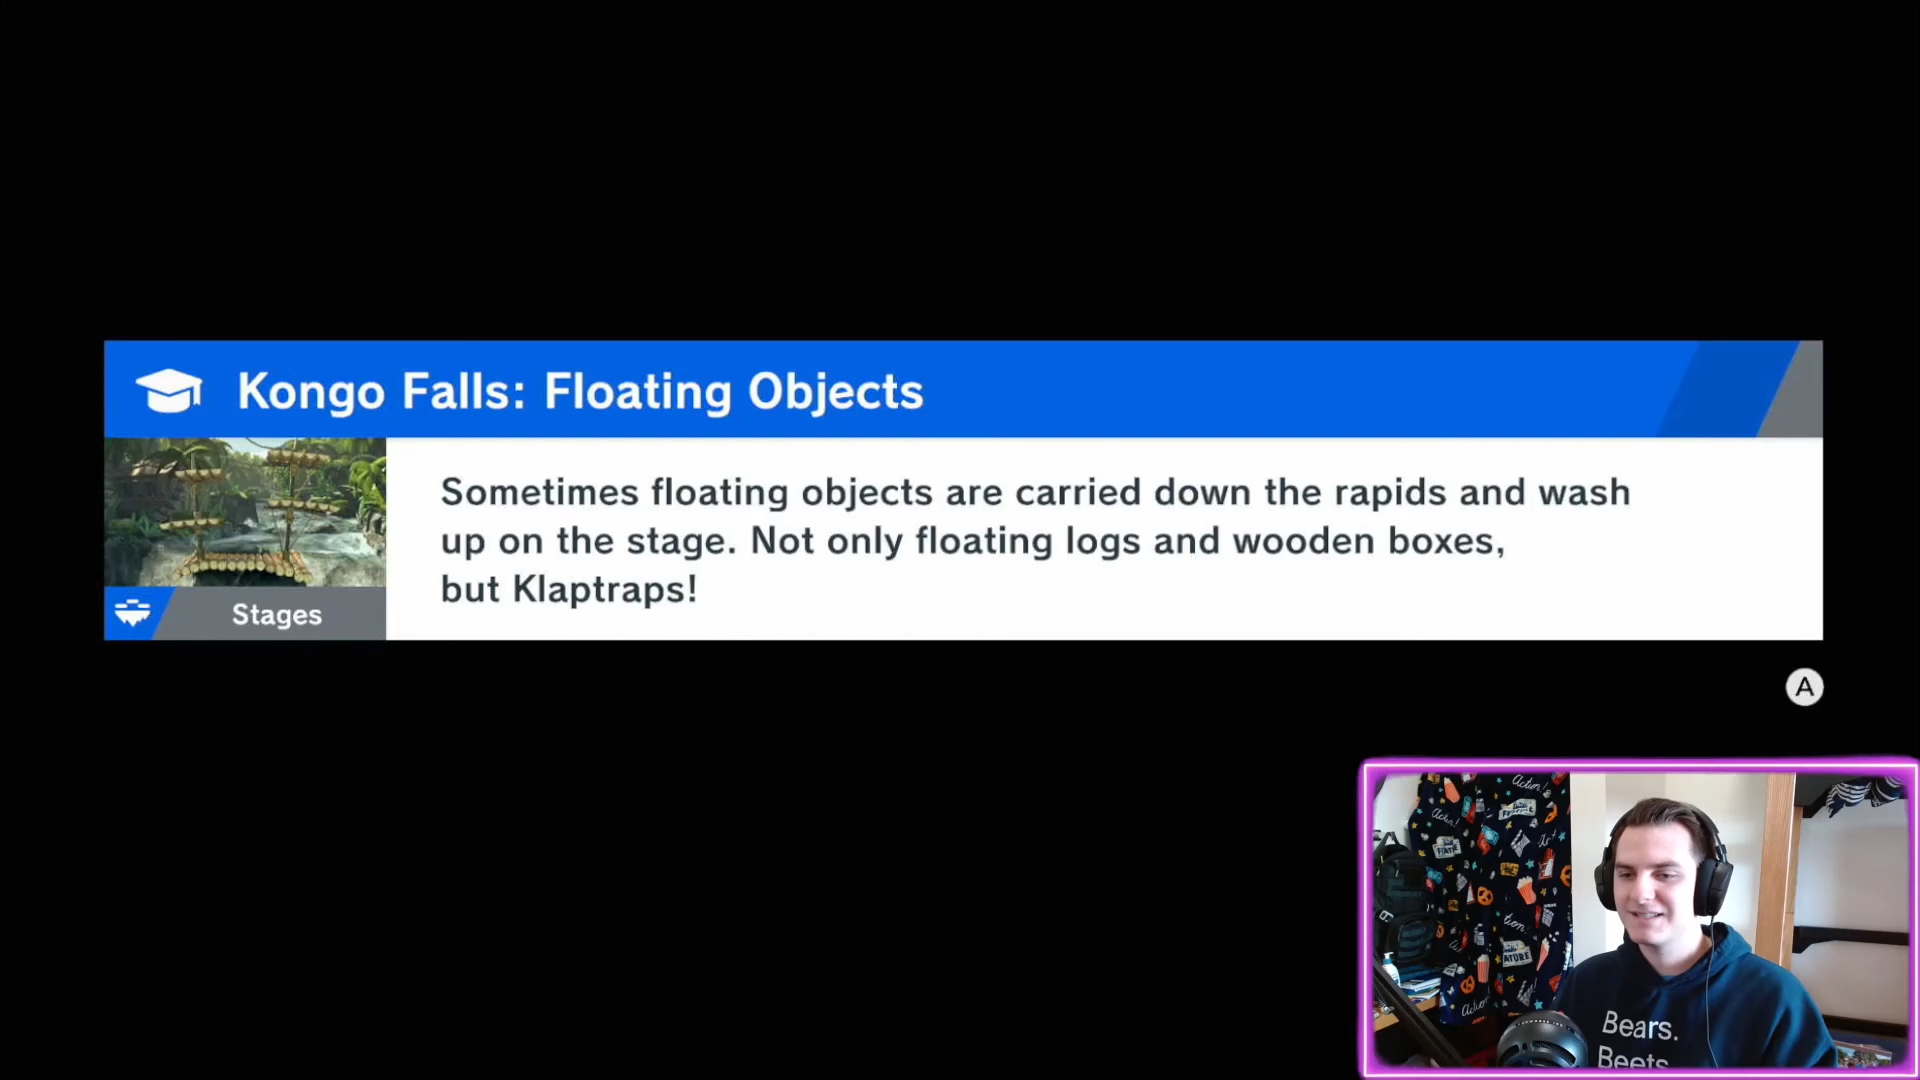 Kongo Falls: Floating Objects
Sometimes floating objects are carried down the rapids and wash
up on the stage. Not only floating logs and wooden boxes,
but Klaptraps!
Stages
A
Action!
Bears.
Beets.